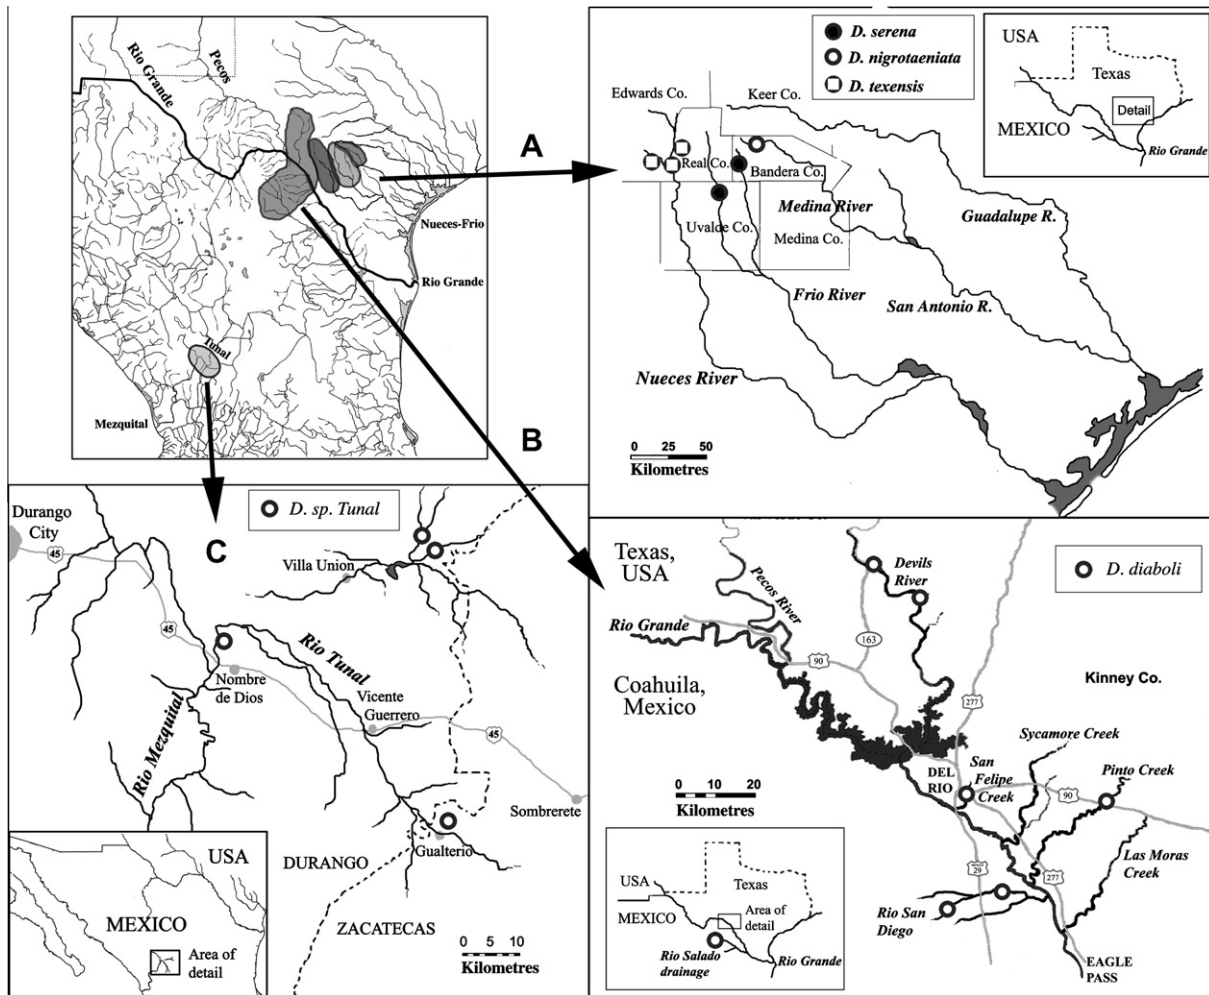 Rio Grande
Pecos
Nueces-Frio
Rio Grande
Tunal
Mezquital
A
B
C
D. serena
D. nigrotaeniata
D. texensis
USA
Texas
MEXICO
Detail
Rio Grande
Edwards Co.
Keer Co.
Real Co.
Bandera Co.
Uvalde Co.
Medina Co.
Medina River
Guadalupe R.
Frio River
San Antonio R.
Nueces River
0 25 50
Kilometres
D. sp. Tunal
Durango
City
45
Villa Union
45
Rio Tunal
Nombre
de Dios
Vicente
Guerrero
Rio Mezquital
45
Sombrerete
Gualterio
DURANGO
ZACATECAS
0 5 10
Kilometres
USA
MEXICO
Area of
detail
D. diaboli
Texas,
USA
Pecos River
Devils
River
Rio Grande
163
90
Coahuila,
Mexico
Kinney Co.
277
Sycamore Creek
DEL
RIO
San
Felipe
Creek
Pinto Creek
90
0 10 20
Kilometres
Las Moras
Creek
29
277
Rio San
Diego
EAGLE
PASS
USA
Texas
MEXICO
Area of
detail
Rio Salado
drainage
Rio Grande